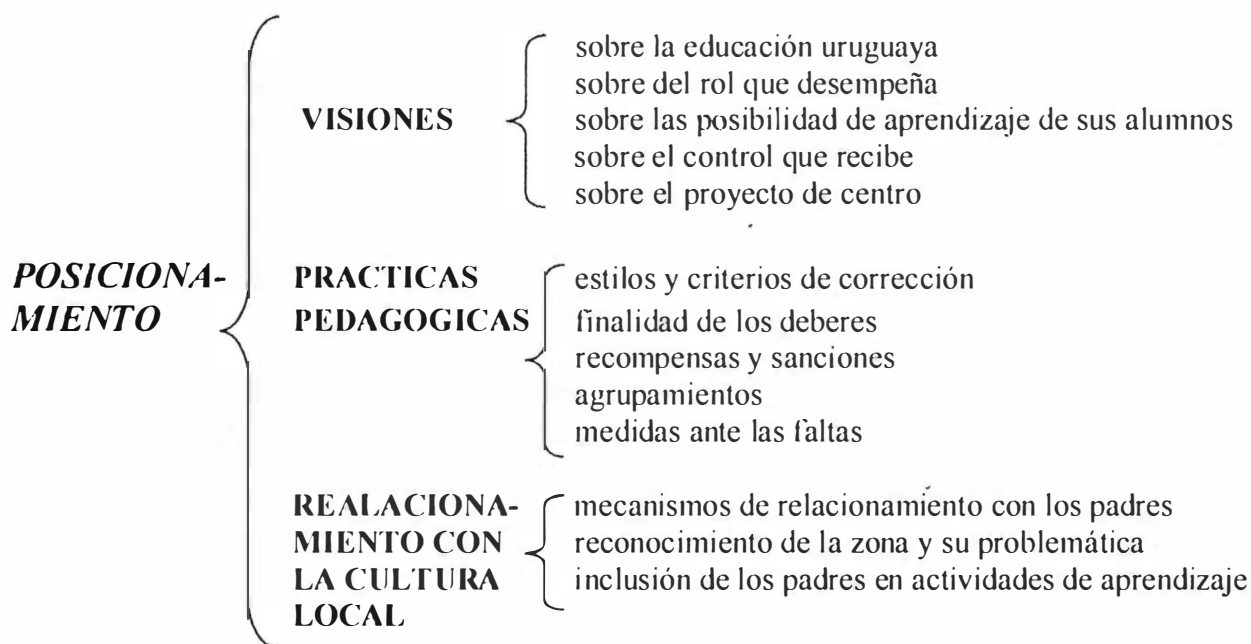 POSICIONA-
MIENTO
VISIONES
sobre la educación uruguaya
sobre del rol que desempeña
sobre las posibilidad de aprendizaje de sus alumnos
sobre el control que recibe
sobre el proyecto de centro
PRACTICAS
PEDAGOGICAS
estilos y criterios de corrección
finalidad de los deberes
recompensas y sanciones
agrupamientos
medidas ante las faltas
REALACIONA-
MIENTO CON
LA CULTURA
LOCAL
mecanismos de relacionamiento con los padres
reconocimiento de la zona y su problemática
inclusión de los padres en actividades de aprendizaje